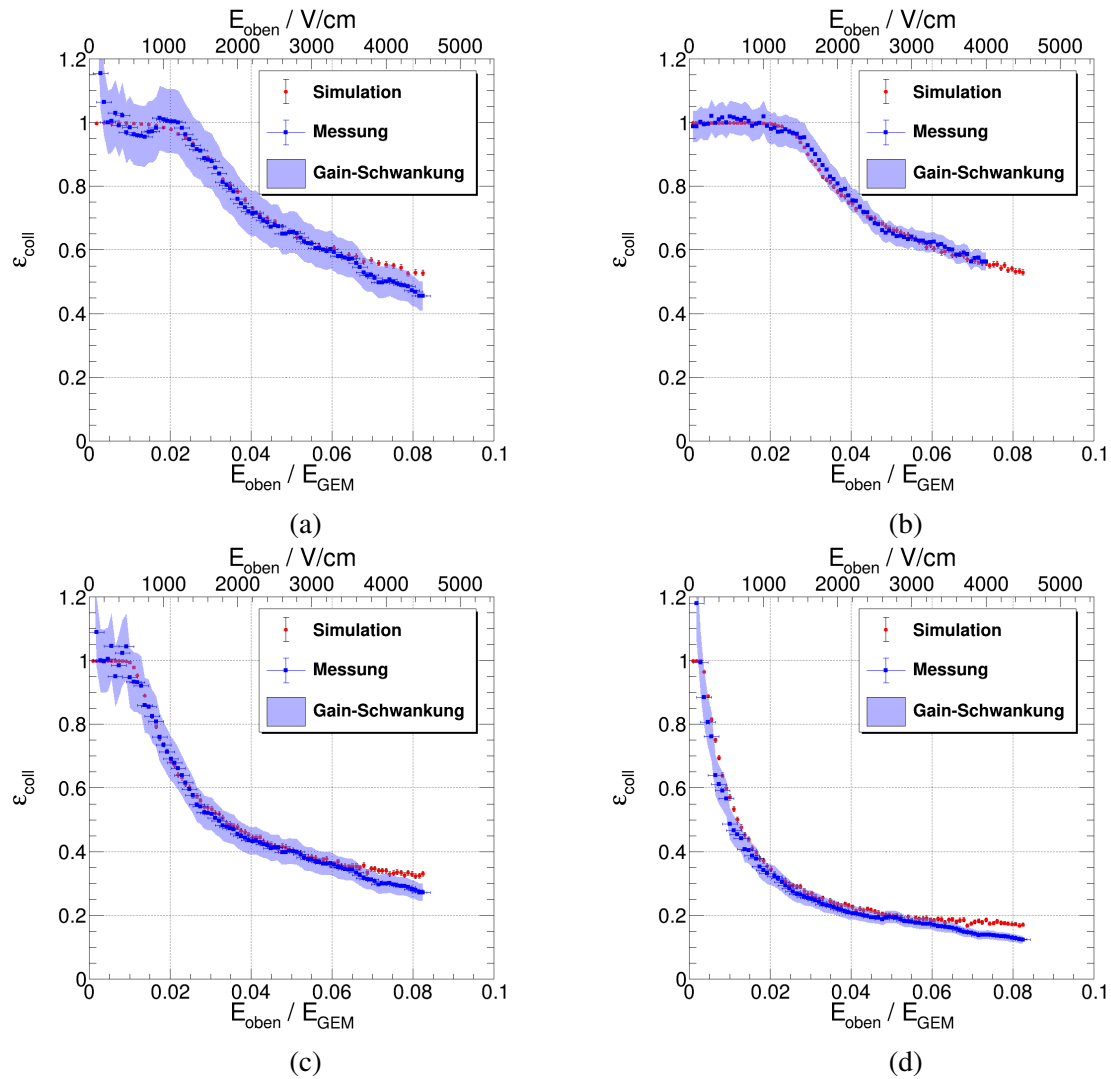 E_oben / V/cm
0 1000 2000 3000 4000 5000
1.2
1
0.8
0.6
0.4
0.2
0
ε_coll
Simulation
Messung
Gain-Schwankung
0 0.02 0.04 0.06 0.08 0.1
E_oben / E_GEM
(a)
E_oben / V/cm
0 1000 2000 3000 4000 5000
1.2
1
0.8
0.6
0.4
0.2
0
ε_coll
Simulation
Messung
Gain-Schwankung
0 0.02 0.04 0.06 0.08 0.1
E_oben / E_GEM
(b)
E_oben / V/cm
0 1000 2000 3000 4000 5000
1.2
1
0.8
0.6
0.4
0.2
0
ε_coll
Simulation
Messung
Gain-Schwankung
0 0.02 0.04 0.06 0.08 0.1
E_oben / E_GEM
(c)
E_oben / V/cm
0 1000 2000 3000 4000 5000
1.2
1
0.8
0.6
0.4
0.2
0
ε_coll
Simulation
Messung
Gain-Schwankung
0 0.02 0.04 0.06 0.08 0.1
E_oben / E_GEM
(d)